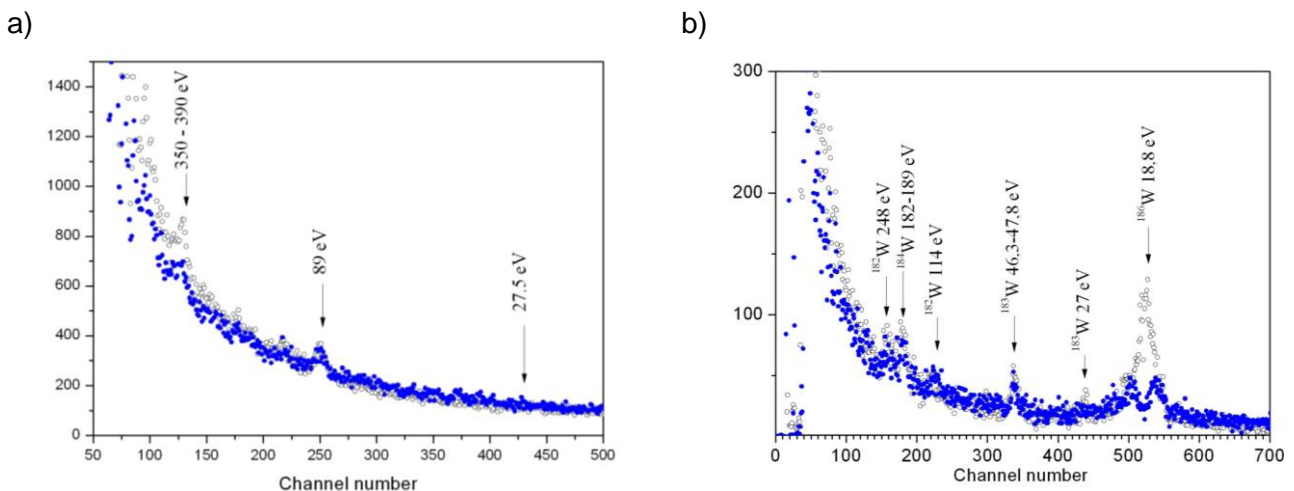 a)
1400
1200
1000
800
600
400
200
0
50
100
150
200
250
300
350
400
450
500
Channel number
350 - 390 eV
89 eV
27.5 eV
b)
300
200
100
0
100
200
300
400
500
600
700
Channel number
¹⁸²W 248 eV
¹⁸⁴W 182-189 eV
¹⁸²W 114 eV
¹⁸³W 46.3-47.8 eV
¹⁸³W 27 eV
¹⁸⁶W 18.8 eV